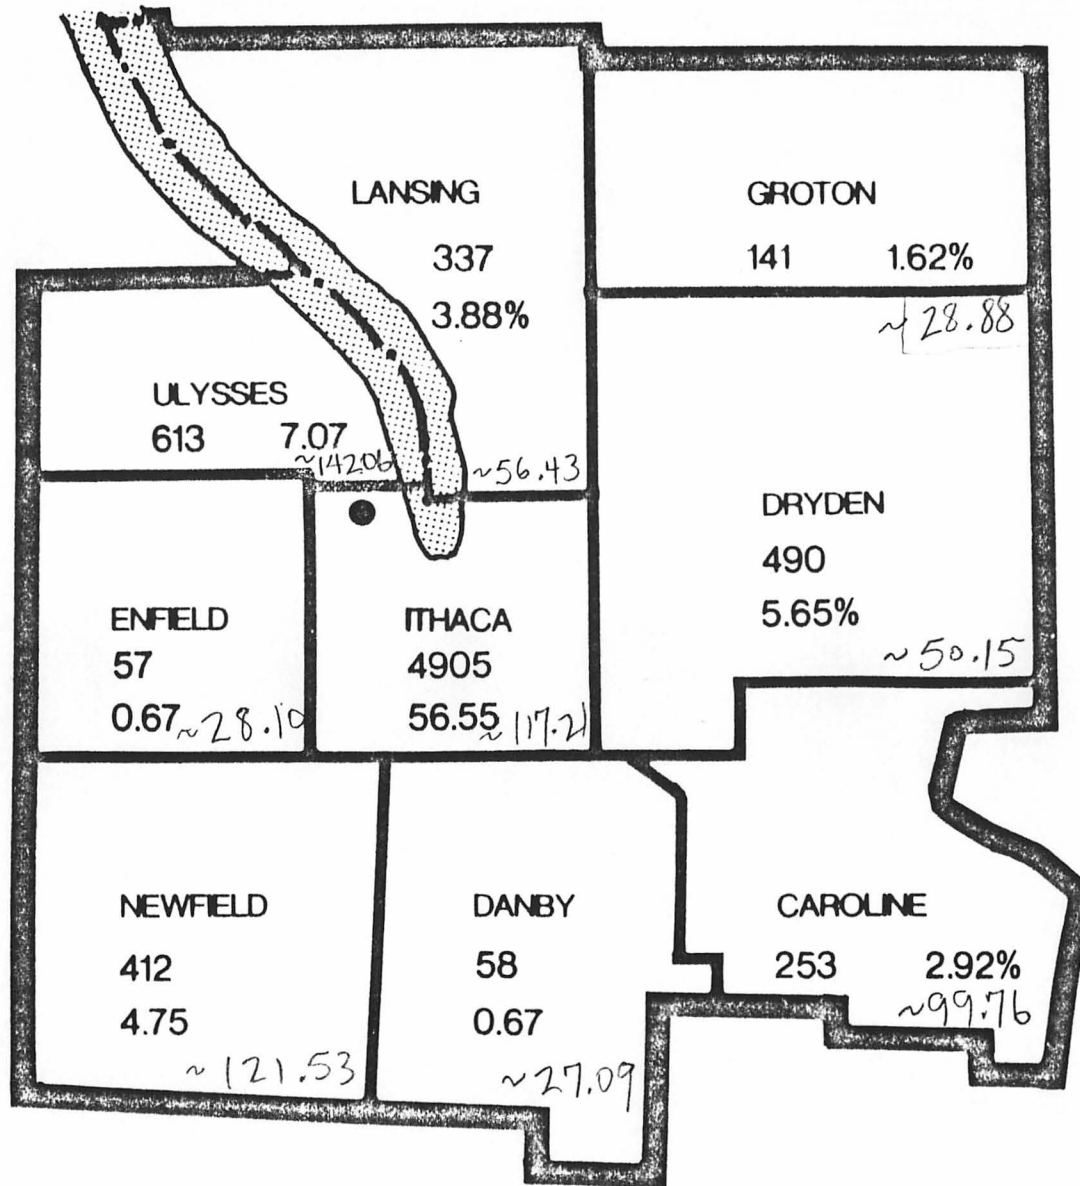 LANSING
337
3.88%
~56.43
GROTON
141 1.62%
~28.88
ULYSSES
613 7.07
~142.06
DRYDEN
490
5.65%
~50.15
ENFIELD
57
0.67 ~28.10
ITHACA
4905
56.55 ~117.21
NEWFIELD
412
4.75
~121.53
DANBY
58
0.67
~27.09
CAROLINE
253 2.92%
~99.76